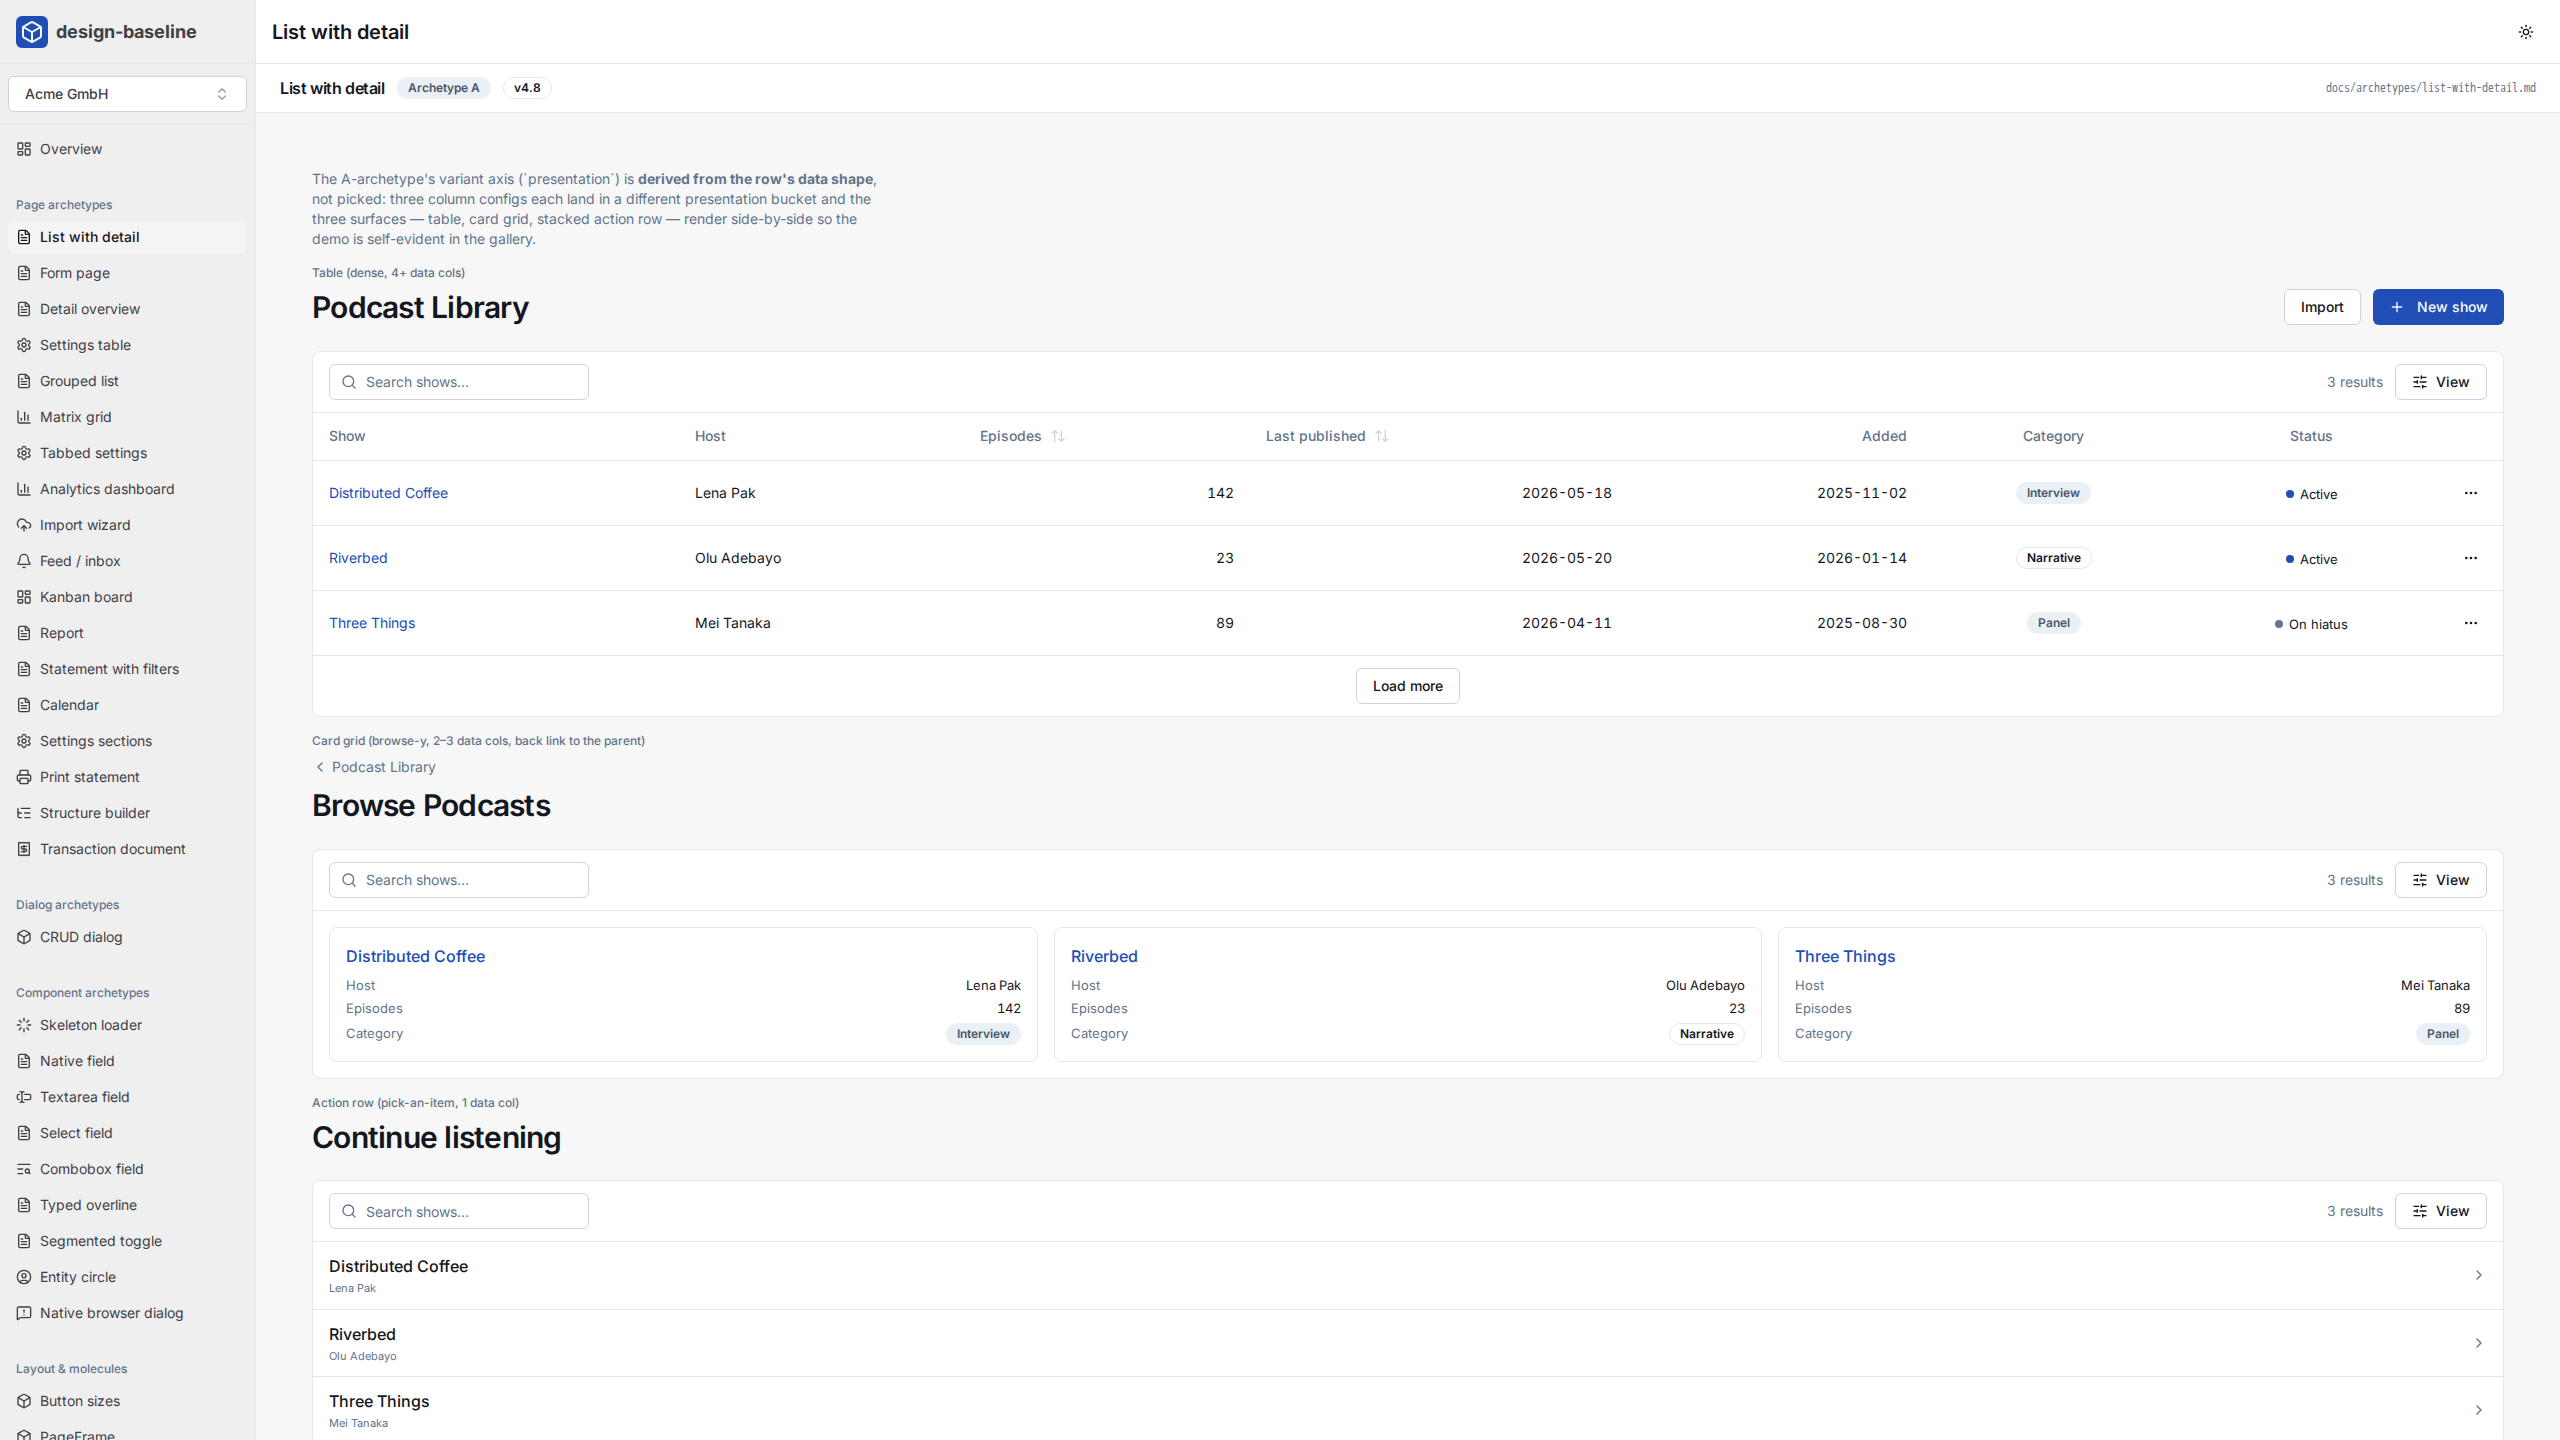 design-baseline
List with detail
Acme GmbH
List with detail
Archetype A
v4.8
docs/archetypes/list-with-detail.md
Overview
Page archetypes
List with detail
Form page
Detail overview
Settings table
Grouped list
Matrix grid
Tabbed settings
Analytics dashboard
Import wizard
Feed / inbox
Kanban board
Report
Statement with filters
Calendar
Settings sections
Print statement
Structure builder
Transaction document
Dialog archetypes
CRUD dialog
Component archetypes
Skeleton loader
Native field
Textarea field
Select field
Combobox field
Typed overline
Segmented toggle
Entity circle
Native browser dialog
Layout & molecules
Button sizes
PageFrame
The A-archetype's variant axis (`presentation`) is derived from the row's data shape,
not picked: three column configs each land in a different presentation bucket and the
three surfaces — table, card grid, stacked action row — render side-by-side so the
demo is self-evident in the gallery.
Table (dense, 4+ data cols)
Podcast Library
Import
New show
Search shows...
3 results
View
Show Host Episodes Last published Added Category Status
Distributed Coffee Lena Pak 142 2026-05-18 2025-11-02 Interview Active
Riverbed Olu Adebayo 23 2026-05-20 2026-01-14 Narrative Active
Three Things Mei Tanaka 89 2026-04-11 2025-08-30 Panel On hiatus
Load more
Card grid (browse-y, 2–3 data cols, back link to the parent)
Podcast Library
Browse Podcasts
Search shows...
3 results
View
Distributed Coffee
Host Lena Pak
Episodes 142
Category Interview
Riverbed
Host Olu Adebayo
Episodes 23
Category Narrative
Three Things
Host Mei Tanaka
Episodes 89
Category Panel
Action row (pick-an-item, 1 data col)
Continue listening
Search shows...
3 results
View
Distributed Coffee
Lena Pak
Riverbed
Olu Adebayo
Three Things
Mei Tanaka